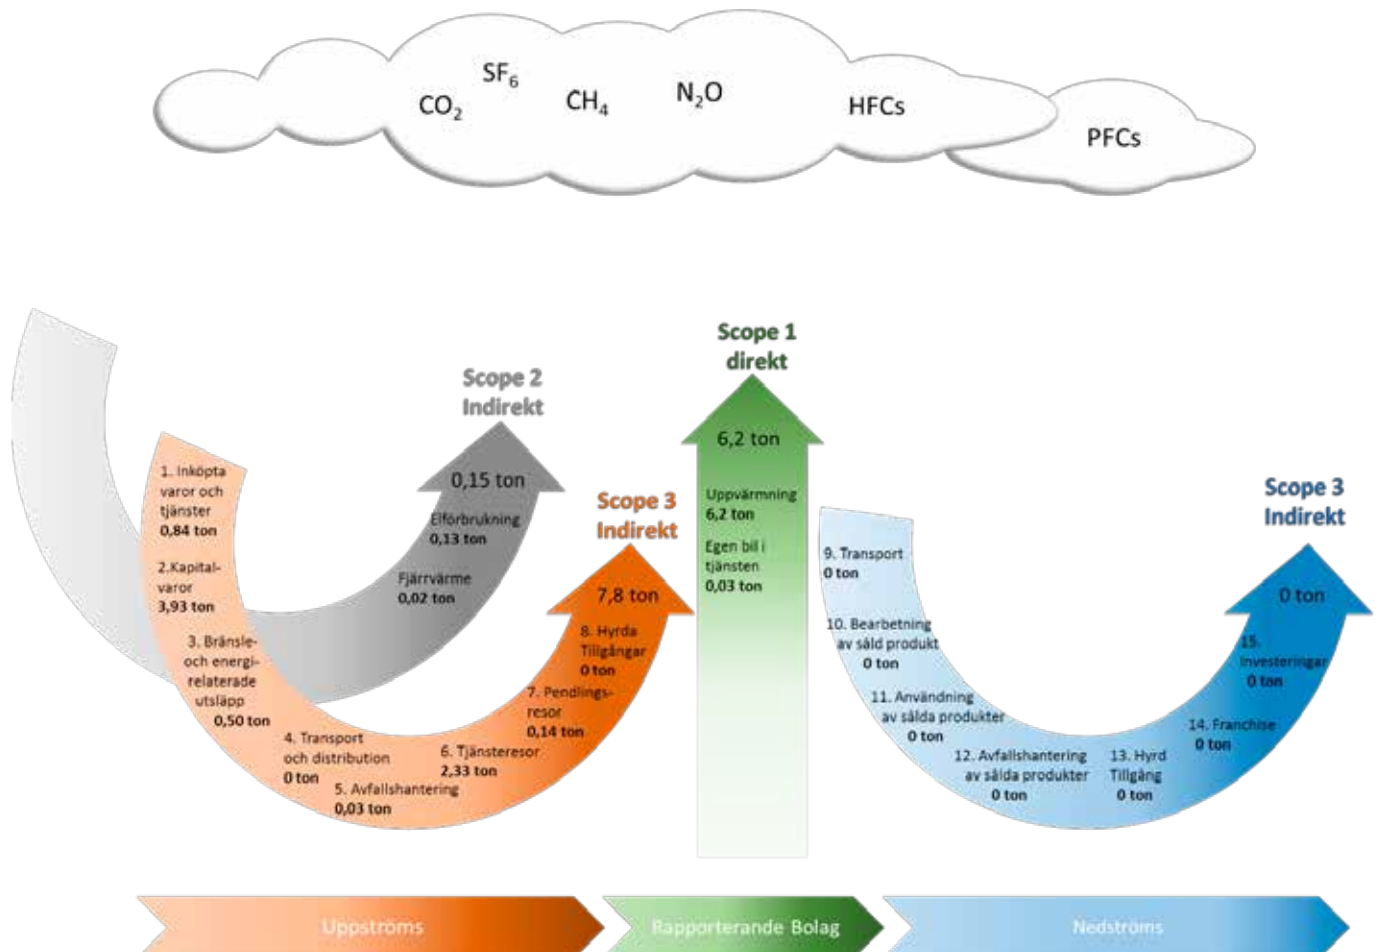 SF6
CO2
CH4
N2O
HFCs
PFCs
Scope 2
Indirekt
0,15 ton
Elförbrukning
0,13 ton
Fjärrvärme
0,02 ton
1. Inköpta
varor och
tjänster
0,84 ton
2.Kapital-
varor
3,93 ton
3. Bränsle-
och energi-
relaterade
utsläpp
0,50 ton
4. Transport
och distribution
0 ton
5. Avfallshantering
0,03 ton
6. Tjänsteresor
2,33 ton
7. Pendlings-
resor
0,14 ton
8. Hyrda
Tillgångar
0 ton
7,8 ton
Scope 3
Indirekt
Scope 1
direkt
6,2 ton
Uppvärmning
6,2 ton
Egen bil i
tjänsten
0,03 ton
9. Transport
0 ton
10. Bearbetning
av såld produkt
0 ton
11. Användning
av sålda produkter
0 ton
12. Avfallshantering
av sålda produkter
0 ton
13. Hyrd
Tillgång
0 ton
14. Franchise
0 ton
15.
Investeringar
0 ton
0 ton
Scope 3
Indirekt
Uppströms
Rapporterande Bolag
Nedströms